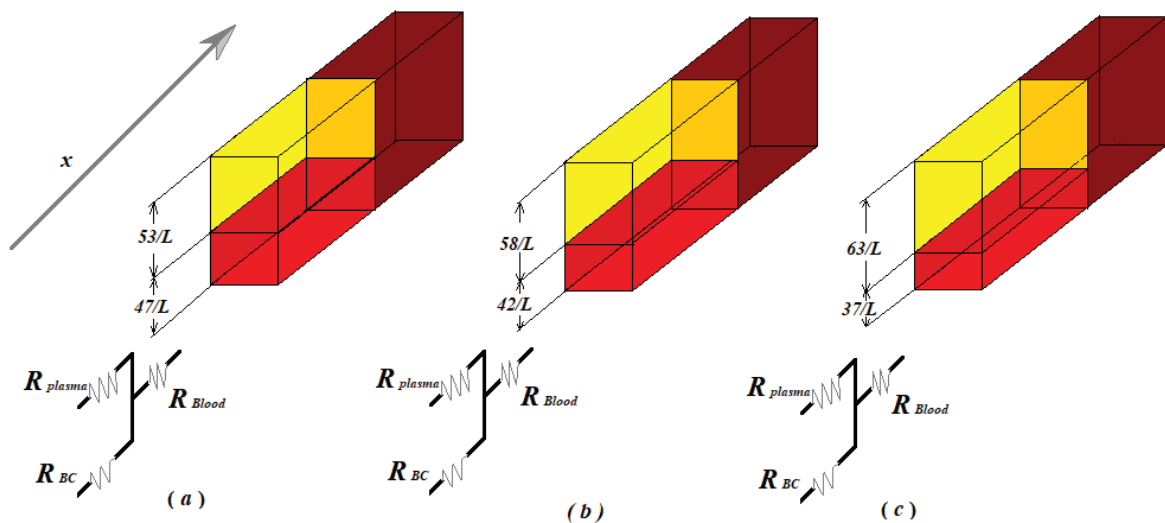 x
53/L
47/L
R plasma
R Blood
R BC
( a )
58/L
42/L
R plasma
R Blood
R BC
( b )
63/L
37/L
R plasma
R Blood
R BC
( c )